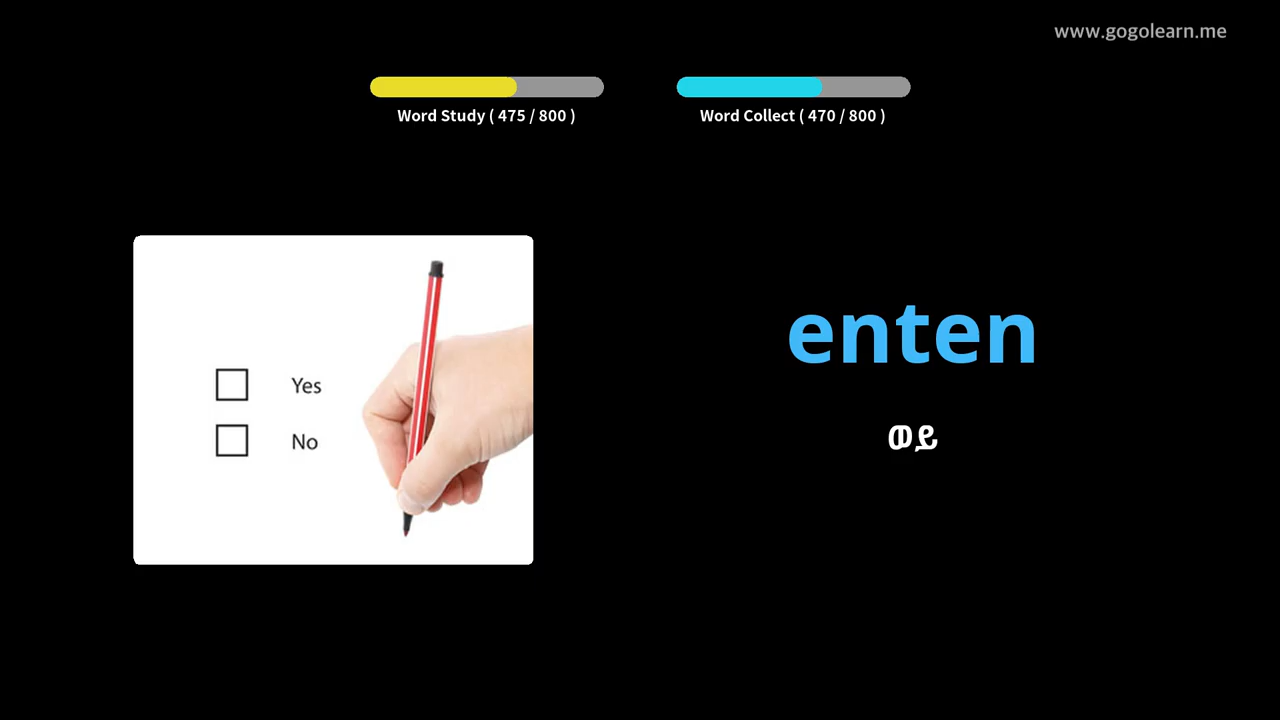 www.gogolearn.me
Word Study ( 475 / 800 )
Word Collect ( 470 / 800 )
Yes
No
enten
ወይ